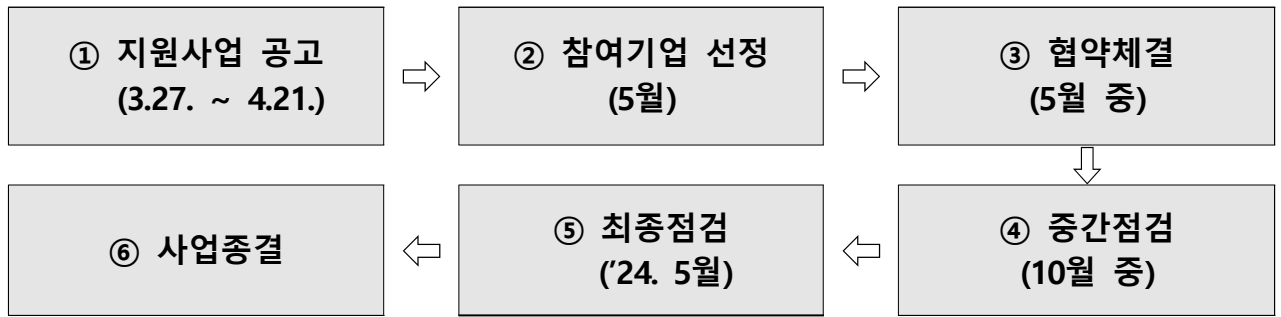 ① 지원사업 공고
(3.27. ~ 4.21.)
② 참여기업 선정
(5월)
③ 협약체결
(5월 중)
④ 중간점검
(10월 중)
⑤ 최종점검
(’24. 5월)
⑥ 사업종결